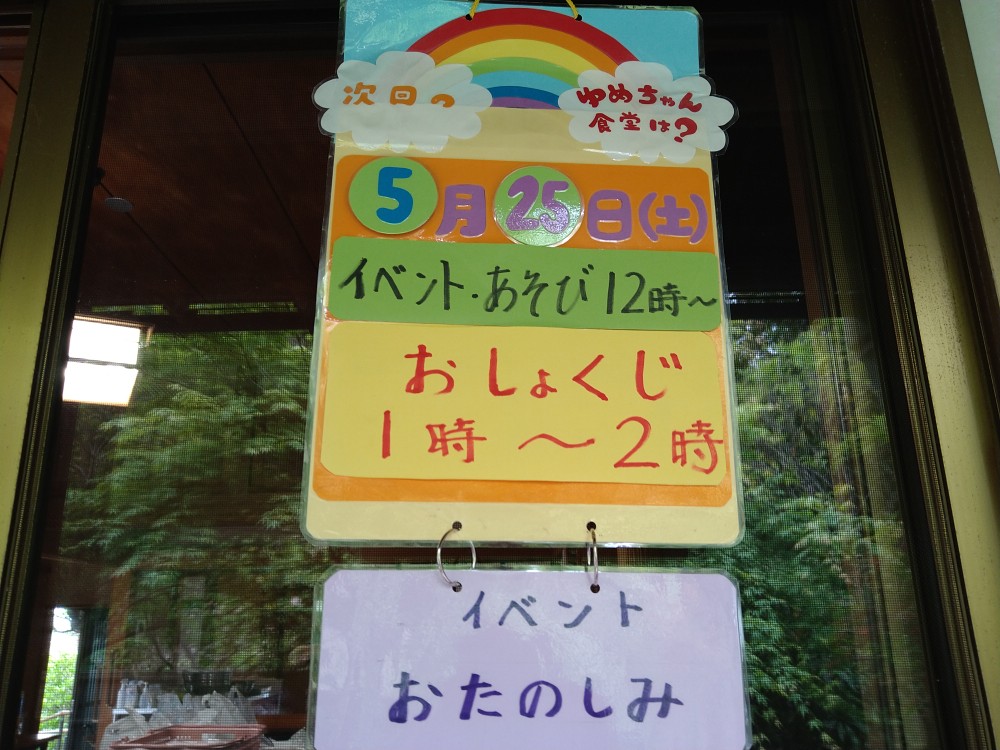 次回の
ゆめちゃん
食堂は?
5月25日(土)
イベント・あそび 12時~
おしょくじ
1時~2時
イベント
おたのしみ